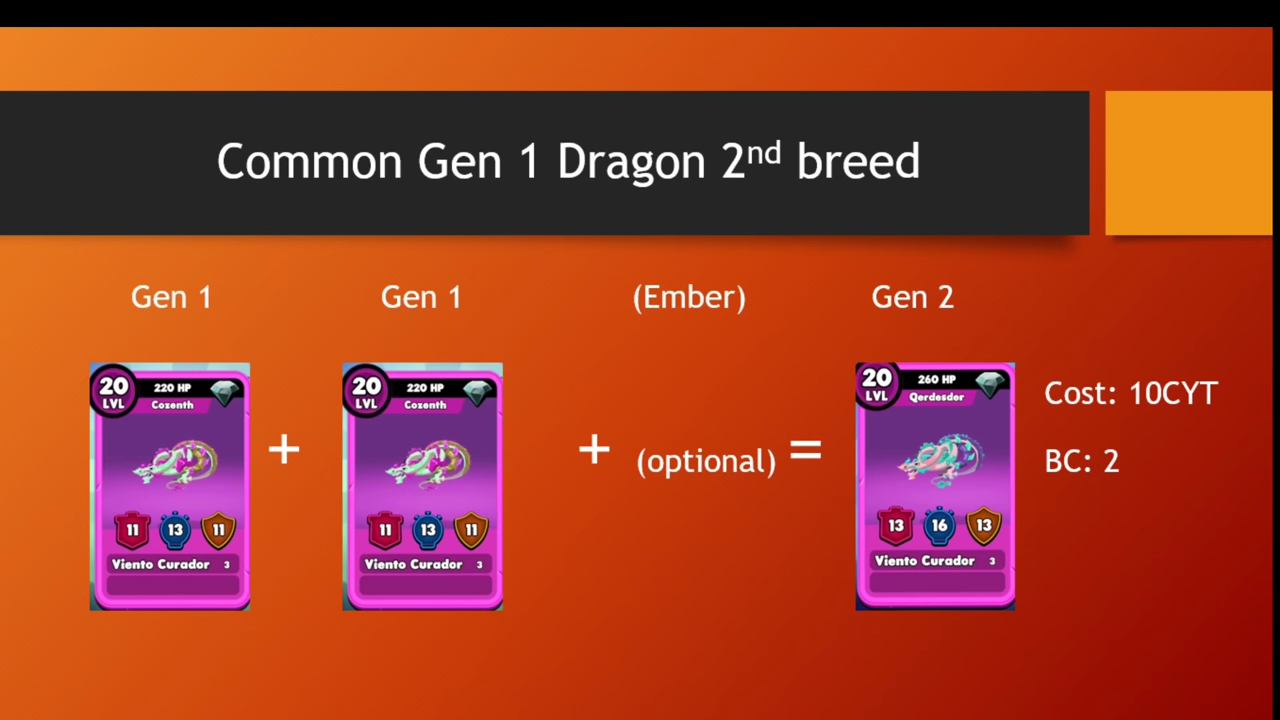 Common Gen 1 Dragon 2nd breed
Gen 1
Gen 1
(Ember)
Gen 2
20 LVL
220 HP
Cozenth
11 13 11
Viento Curador 3
+
20 LVL
220 HP
Cozenth
11 13 11
Viento Curador 3
+
(optional)
=
20 LVL
260 HP
Qerdesder
13 16 13
Viento Curador 3
Cost: 10CYT
BC: 2